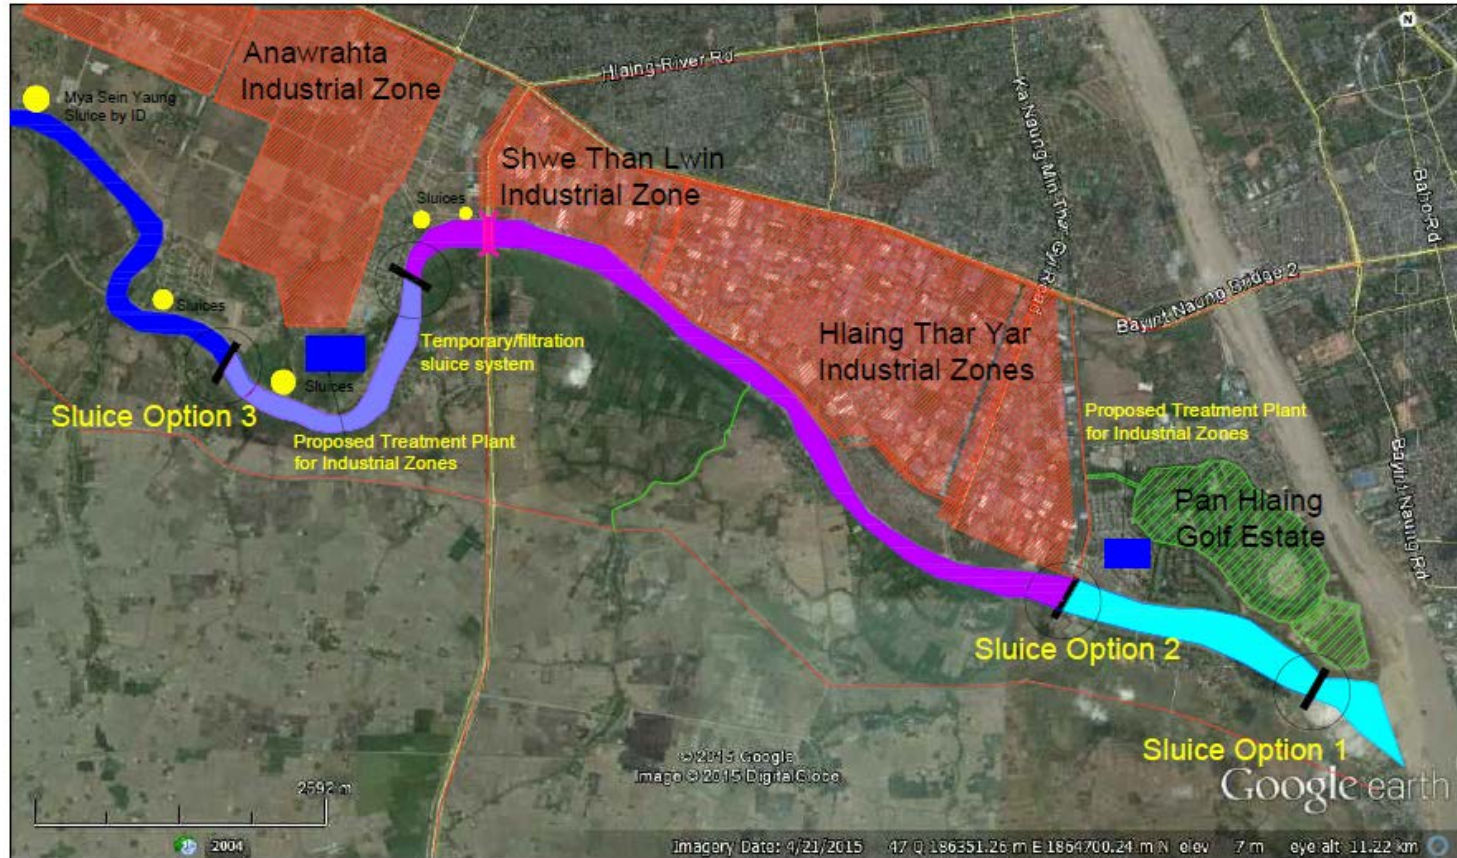 Anawrahta
Industrial Zone
Hlaing River Rd
N
Mya Sein Yaung
Sluice by ID
Shwe Than Lwin
Industrial Zone
Ka Naung Min Thar Gyi Road
Baho Rd
Sluices
Sluices
Bayint Naung Bridge 2
Hlaing Thar Yar
Industrial Zones
Temporary/filtration
sluice system
Sluices
Sluice Option 3
Proposed Treatment Plant
for Industrial Zones
Proposed Treatment Plant
for Industrial Zones
Bayint Naung Rd
Pan Hlaing
Golf Estate
Sluice Option 2
Sluice Option 1
© 2015 Google
Image © 2015 DigitalGlobe
Google earth
2592 m
2004
Imagery Date: 4/21/2015 47 Q 186351.26 m E 1864700.24 m N elev 7 m eye alt 11.22 km